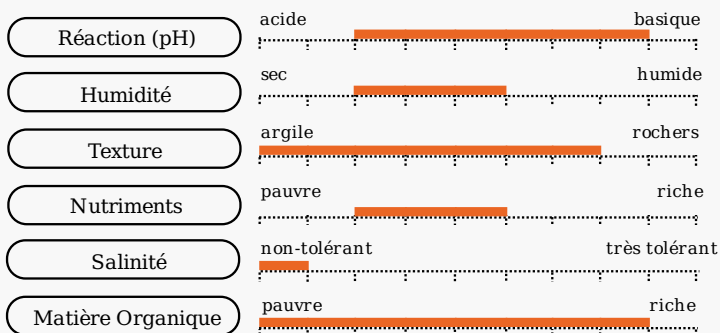 acide basique
Réaction (pH)
sec humide
Humidité
argile rochers
Texture
pauvre riche
Nutriments
non-tolérant très tolérant
Salinité
pauvre riche
Matière Organique